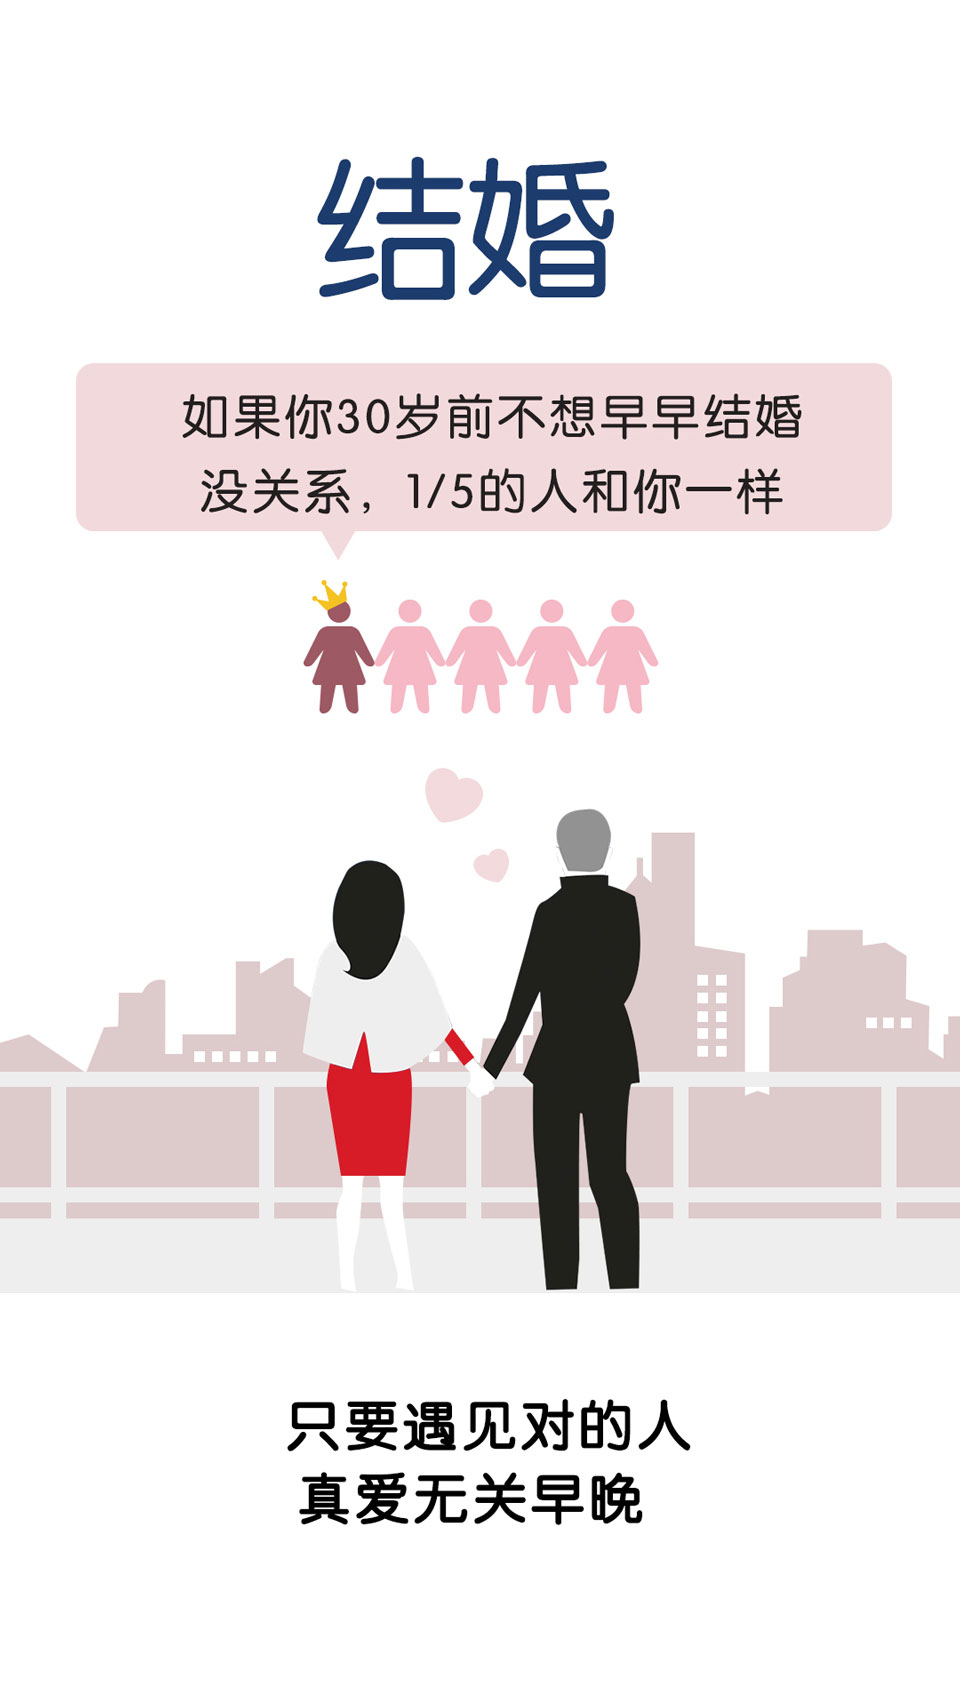 结婚
如果你30岁前不想早早结婚
没关系，1/5的人和你一样
只要遇见对的人
真爱无关早晚